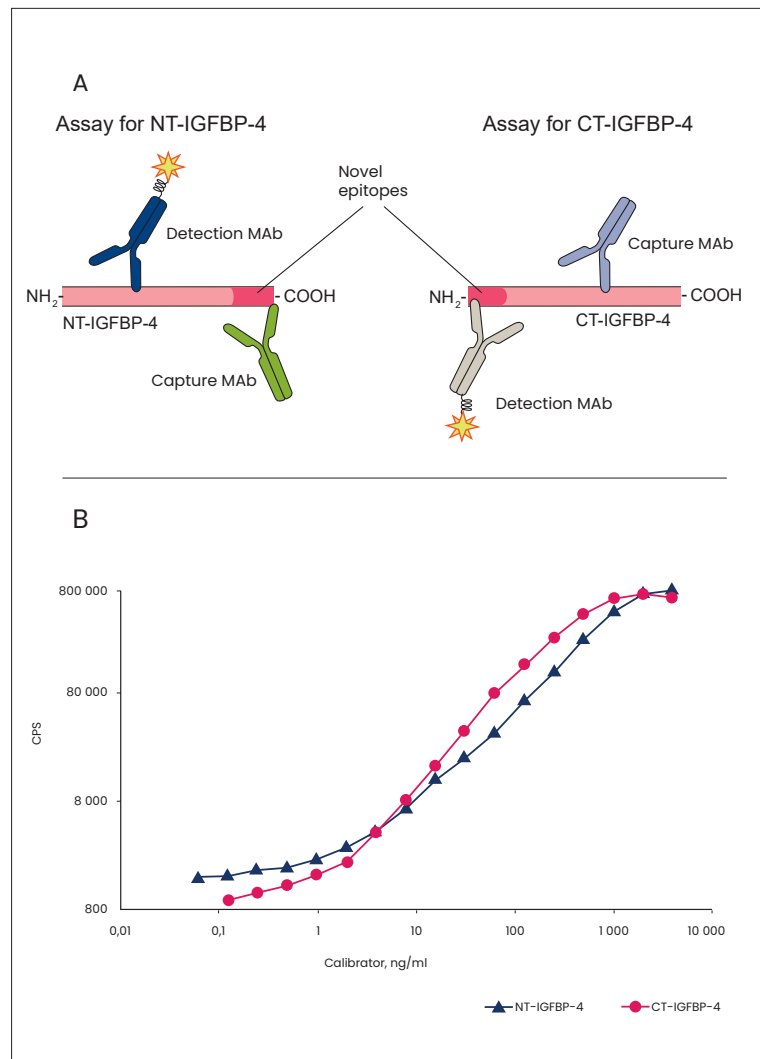 A
Assay for NT-IGFBP-4
Assay for CT-IGFBP-4
Novel
epitopes
Detection MAb
Capture MAb
NH2-
-COOH
NT-IGFBP-4
NH2-
-COOH
CT-IGFBP-4
Capture MAb
Detection MAb
B
800 000
80 000
8 000
800
CPS
0,01
0,1
1
10
100
1 000
10 000
Calibrator, ng/ml
NT-IGFBP-4
CT-IGFBP-4